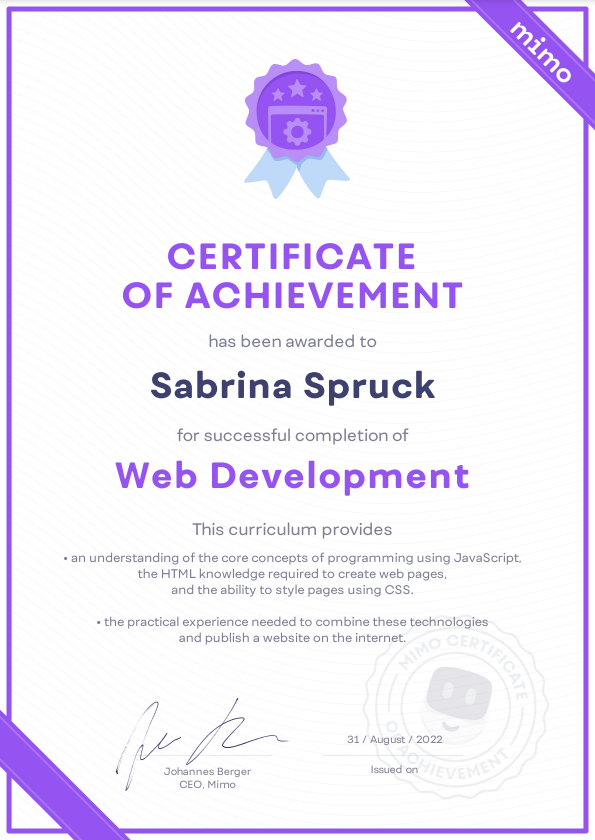 mimo
CERTIFICATE
OF ACHIEVEMENT
has been awarded to
Sabrina Spruck
for successful completion of
Web Development
This curriculum provides
• an understanding of the core concepts of programming using JavaScript,
the HTML knowledge required to create web pages,
and the ability to style pages using CSS.
• the practical experience needed to combine these technologies
and publish a website on the internet.
MIMO CERTIFICATE
OF ACHIEVEMENT
31 / August / 2022
Issued on
Johannes Berger
CEO, Mimo